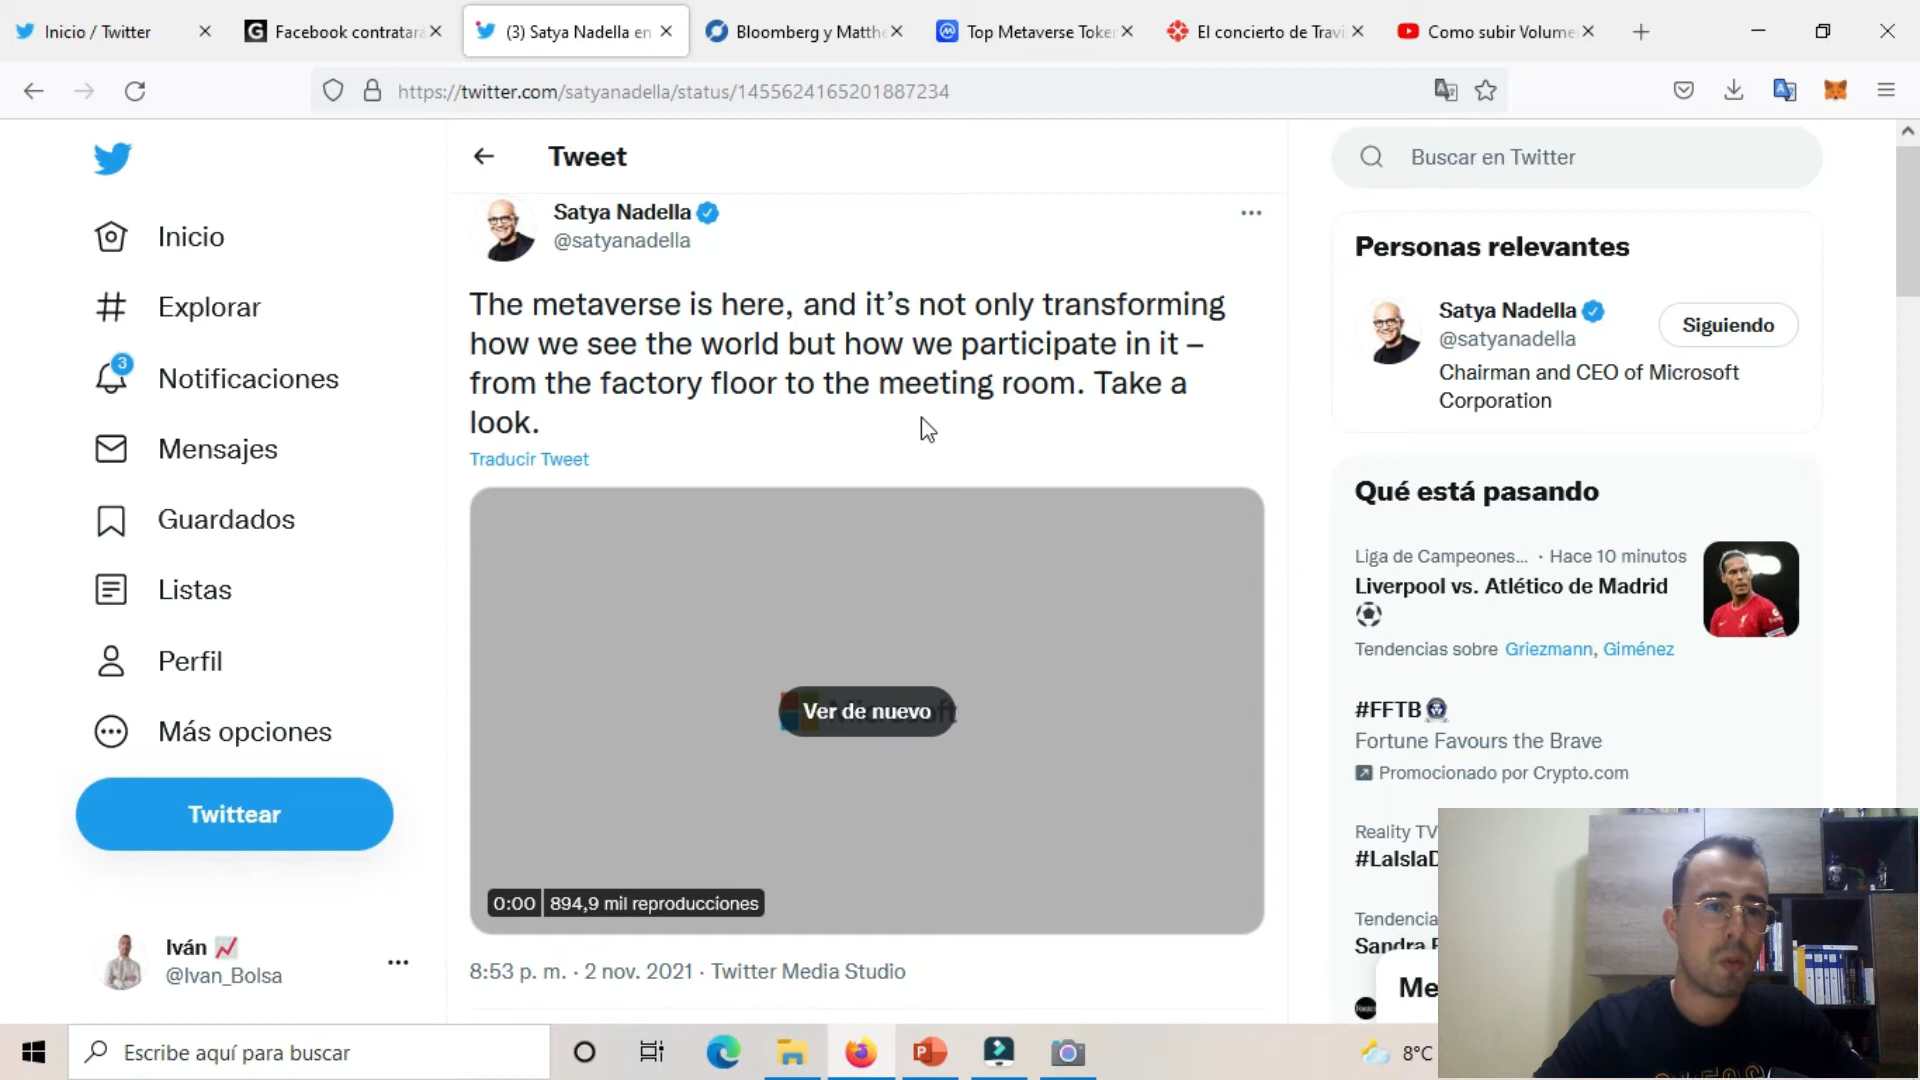 Inicio / Twitter
Facebook contratará
(3) Satya Nadella en
Bloomberg y Matth
Top Metaverse Toke
El concierto de Travi
Como subir Volume
https://twitter.com/satyanadella/status/1455624165201887234
Inicio
Explorar
3
Notificaciones
Mensajes
Guardados
Listas
Perfil
Más opciones
Twittear
Iván
@Ivan_Bolsa
Tweet
Satya Nadella
@satyanadella
The metaverse is here, and it’s not only transforming
how we see the world but how we participate in it –
from the factory floor to the meeting room. Take a
look.
Traducir Tweet
Ver de nuevo
0:00
894,9 mil reproducciones
8:53 p. m. · 2 nov. 2021 · Twitter Media Studio
Buscar en Twitter
Personas relevantes
Satya Nadella
@satyanadella
Siguiendo
Chairman and CEO of Microsoft
Corporation
Qué está pasando
Liga de Campeones... · Hace 10 minutos
Liverpool vs. Atlético de Madrid
Tendencias sobre Griezmann, Giménez
#FFTB
Fortune Favours the Brave
Promocionado por Crypto.com
Reality TV
#LaIslaD
Tendencia
Sandra
Me
Escribe aquí para buscar
8°C